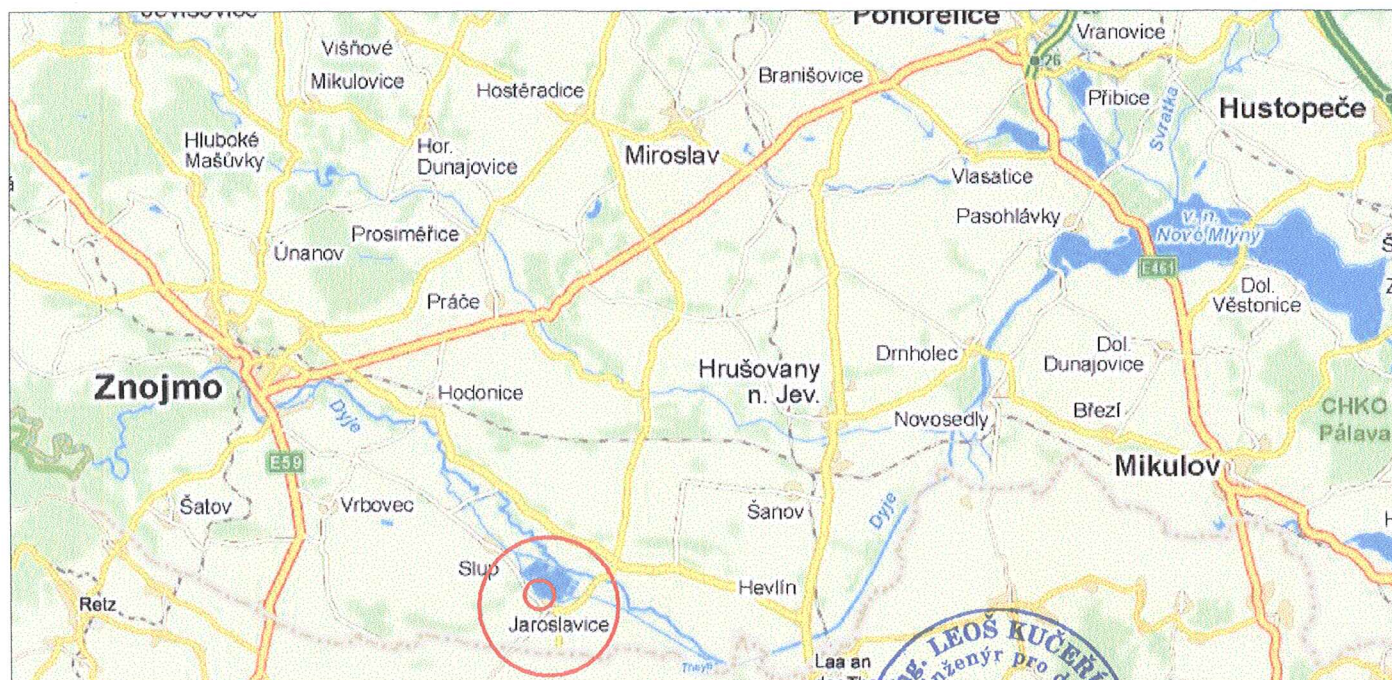 Pohořelice
26
Višňové
Vranovice
Mikulovice
Branišovice
Hostěradice
Přibice
Svratka
Hustopeče
Hluboké
Mašůvky
Hor.
Dunajovice
Miroslav
Vlasatice
Pasohlávky
v. n.
Nové Mlýny
Prosiměřice
Únanov
E461
Práče
Dol.
Věstonice
Znojmo
Hodonice
Hrušovany
n. Jev.
Drnholec
Dol.
Dunajovice
Dyje
Novosedly
Březí
CHKO
Pálava
Mikulov
E59
Šatov
Vrbovec
Šanov
Dyje
Slup
Hevlín
Retz
Jaroslavice
Laa an
LEOŠ KUČEŘ
pro